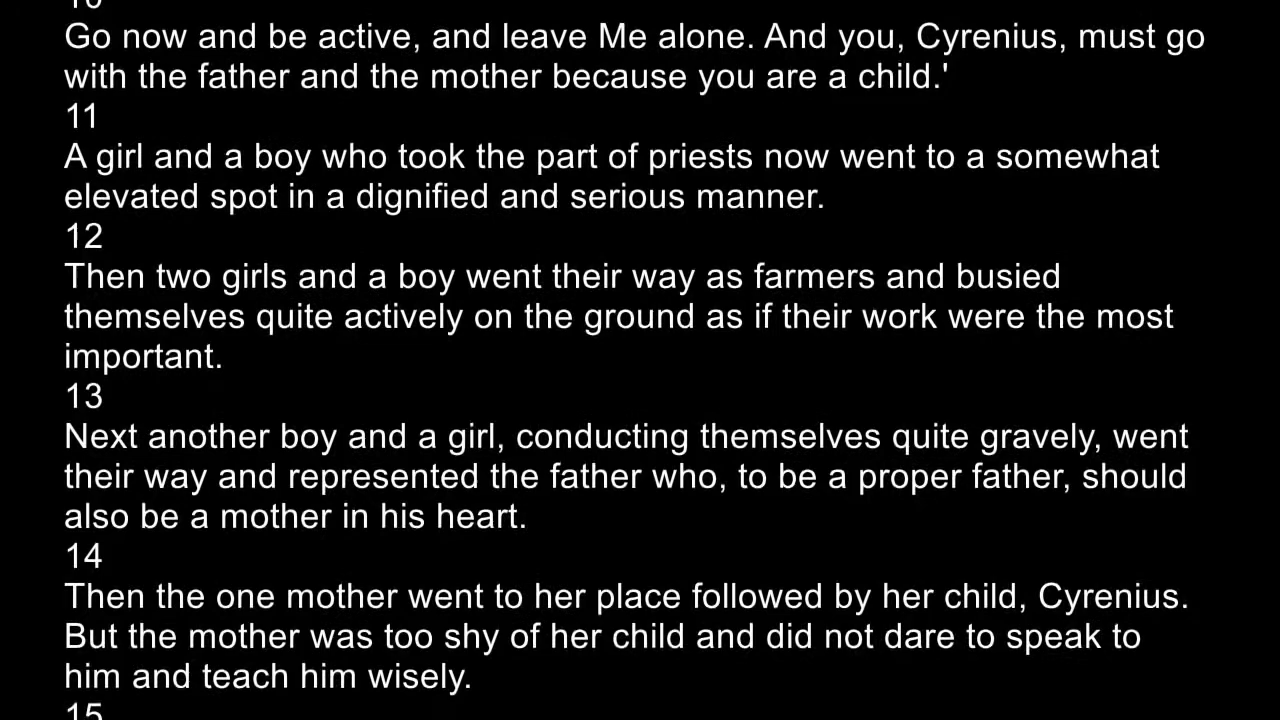 10
Go now and be active, and leave Me alone. And you, Cyrenius, must go
with the father and the mother because you are a child.'
11
A girl and a boy who took the part of priests now went to a somewhat
elevated spot in a dignified and serious manner.
12
Then two girls and a boy went their way as farmers and busied
themselves quite actively on the ground as if their work were the most
important.
13
Next another boy and a girl, conducting themselves quite gravely, went
their way and represented the father who, to be a proper father, should
also be a mother in his heart.
14
Then the one mother went to her place followed by her child, Cyrenius.
But the mother was too shy of her child and did not dare to speak to
him and teach him wisely.
15